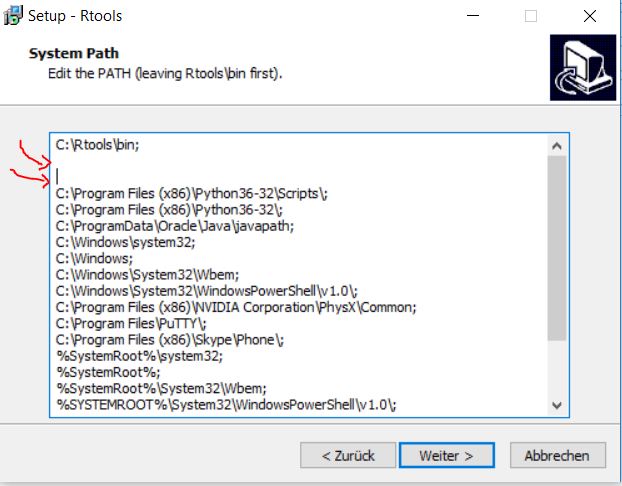 Setup - Rtools
System Path
Edit the PATH (leaving Rtools\bin first).
C:\Rtools\bin;
C:\Program Files (x86)\Python36-32\Scripts\;
C:\Program Files (x86)\Python36-32\;
C:\ProgramData\Oracle\Java\javapath;
C:\Windows\system32;
C:\Windows;
C:\Windows\System32\Wbem;
C:\Windows\System32\WindowsPowerShell\v1.0\;
C:\Program Files (x86)\NVIDIA Corporation\PhysX\Common;
C:\Program Files\PuTTY\;
C:\Program Files (x86)\Skype\Phone\;
%SystemRoot%\system32;
%SystemRoot%;
%SystemRoot%\System32\Wbem;
%SYSTEMROOT%\System32\WindowsPowerShell\v1.0\;
< Zurück
Weiter >
Abbrechen